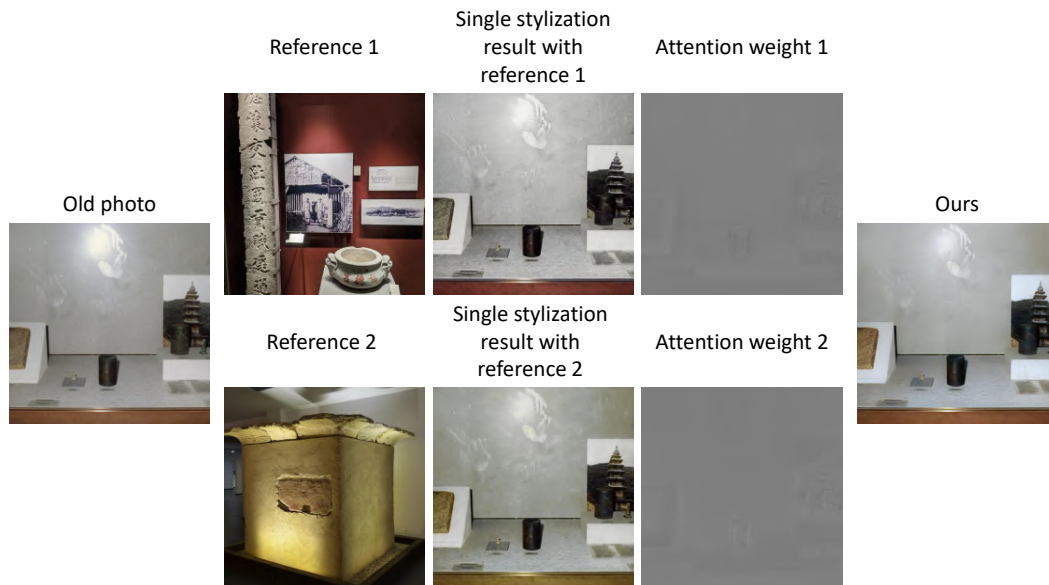 Single stylization
Reference 1
result with
Attention weight 1
reference 1
Old photo
Ours
Single stylization
Reference 2
result with
Attention weight 2
reference 2